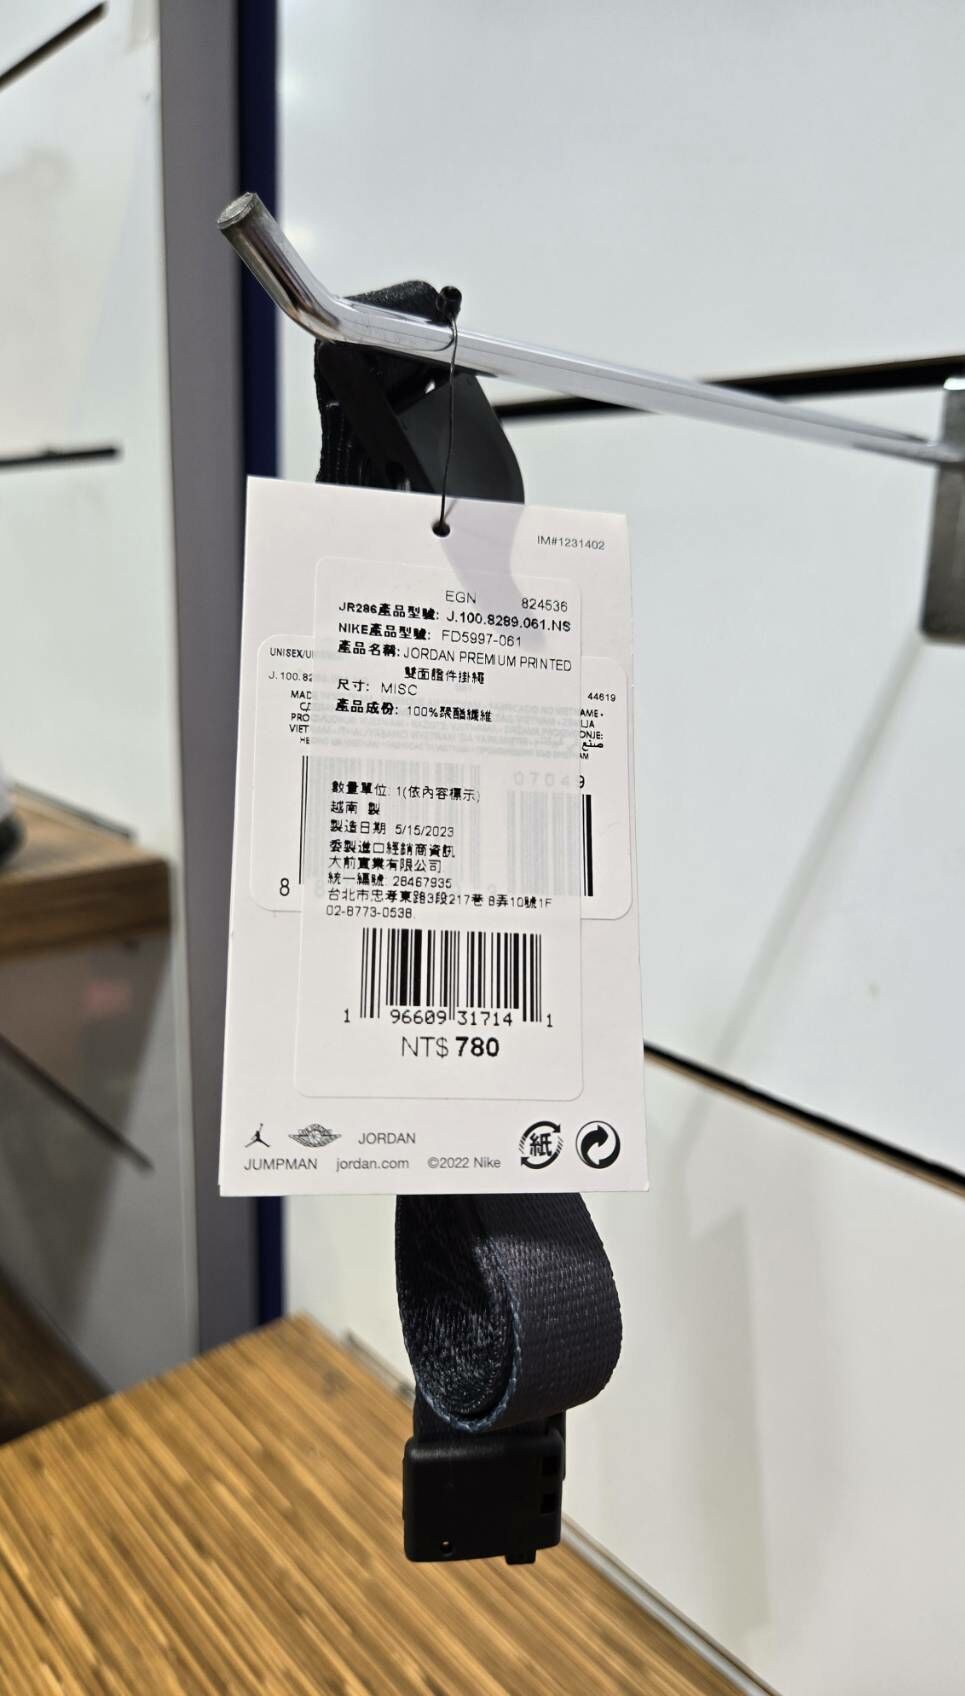 IM#1231402
EGN 824536
JR286產品型號: J.100.8289.061.NS
NIKE產品型號: FD5997-061
產品名稱: JORDAN PREMIUM PRINTED
雙面證件掛繩
尺寸: MISC
產品成份: 100%聚酯纖維
UNISEX/U
J.100.82
44619
數量單位: 1(依內容標示)
越南 製
製造日期 5/15/2023
委製進口經銷商資訊
大前實業有限公司
統一編號 28467935
台北市忠孝東路3段217巷 8弄10號1F
02-8773-0538
07049
8
1 96609 31714 1
NT$ 780
JORDAN
JUMPMAN jordan.com ©2022 Nike
紙